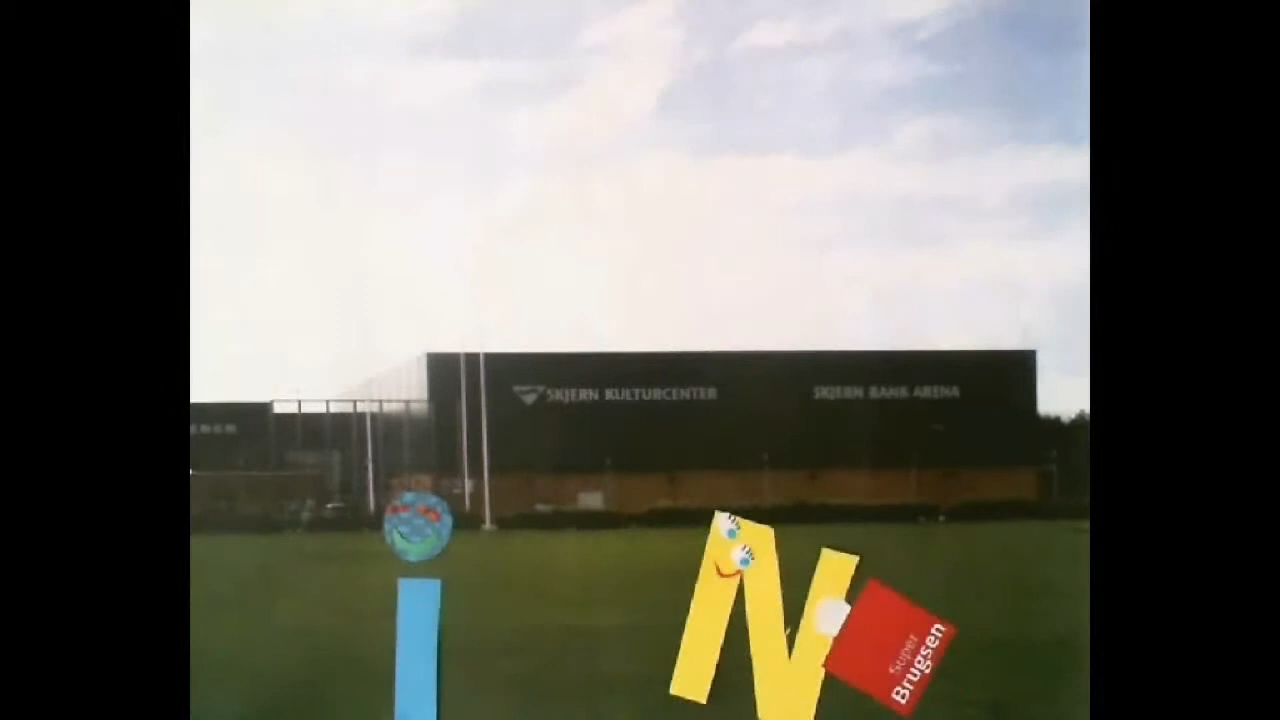 SKJERN KULTURCENTER
SKJERN BANK ARENA
i N
Super
Brugsen